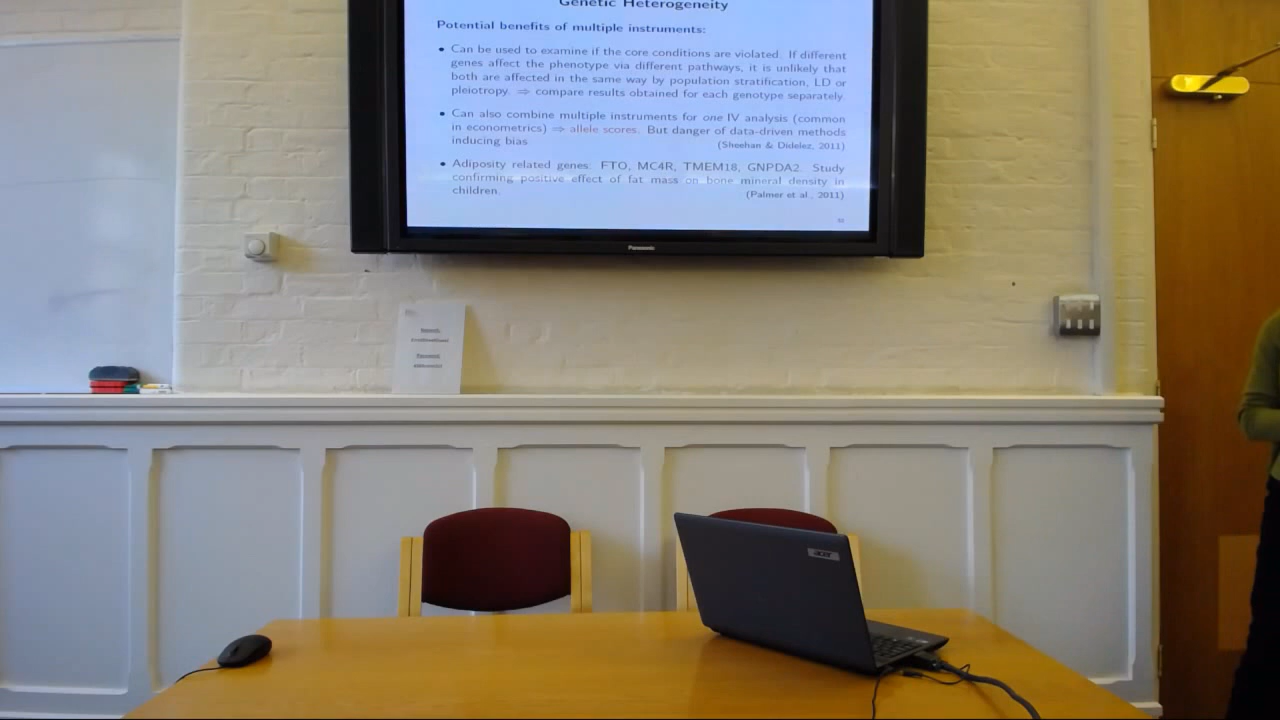 Genetic Heterogeneity
Potential benefits of multiple instruments:
• Can be used to examine if the core conditions are violated. If different
genes affect the phenotype via different pathways, it is unlikely that
both are affected in the same way by population stratification, LD or
pleiotropy. ⇒ compare results obtained for each genotype separately.
• Can also combine multiple instruments for one IV analysis (common
in econometrics) ⇒ allele scores. But danger of data-driven methods
inducing bias (Sheehan & Didelez, 2011)
• Adiposity related genes: FTO, MC4R, TMEM18, GNPDA2. Study
confirming positive effect of fat mass on bone mineral density in
children. (Palmer et al., 2011)
Panasonic
acer